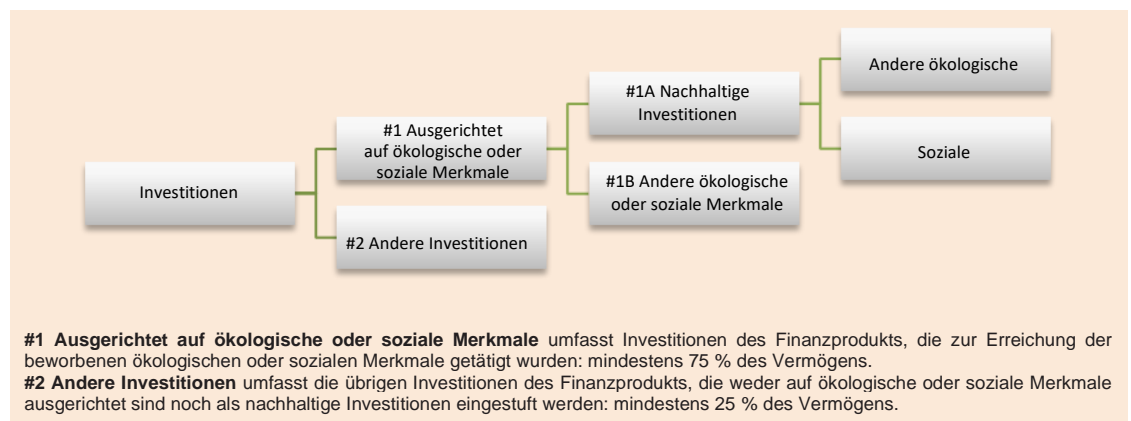 Investitionen
#1 Ausgerichtet
auf ökologische oder
soziale Merkmale
#2 Andere Investitionen
#1A Nachhaltige
Investitionen
#1B Andere ökologische
oder soziale Merkmale
Andere ökologische
Soziale
#1 Ausgerichtet auf ökologische oder soziale Merkmale umfasst Investitionen des Finanzprodukts, die zur Erreichung der
beworbenen ökologischen oder sozialen Merkmale getätigt wurden: mindestens 75 % des Vermögens.
#2 Andere Investitionen umfasst die übrigen Investitionen des Finanzprodukts, die weder auf ökologische oder soziale Merkmale
ausgerichtet sind noch als nachhaltige Investitionen eingestuft werden: mindestens 25 % des Vermögens.